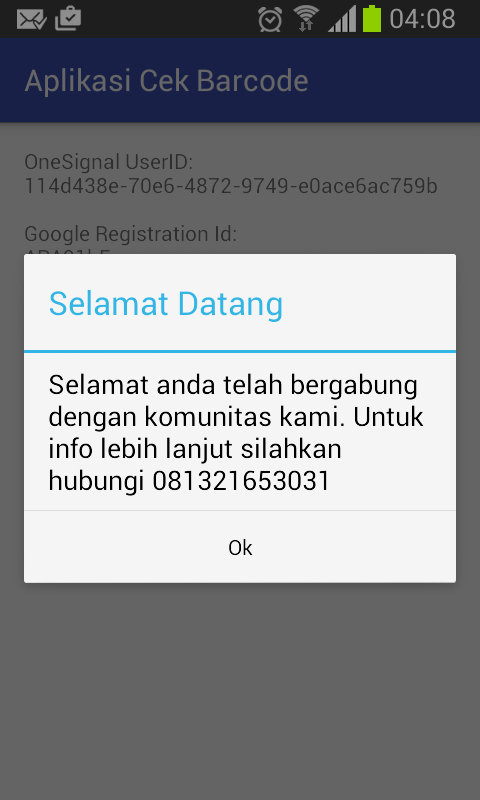 04:08
Aplikasi Cek Barcode
OneSignal UserID:
114d438e-70e6-4872-9749-e0ace6ac759b
Google Registration Id:
Selamat Datang
Selamat anda telah bergabung
dengan komunitas kami. Untuk
info lebih lanjut silahkan
hubungi 081321653031
Ok